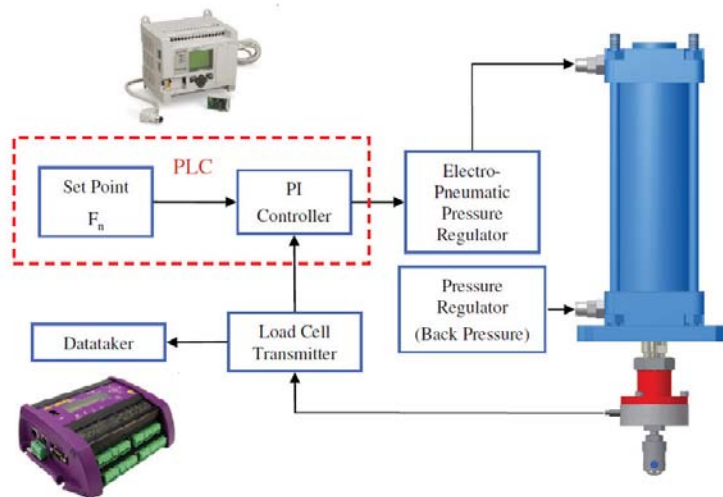 PLC
Set Point
Fn
PI
Controller
Electro-
Pneumatic
Pressure
Regulator
Pressure
Regulator
(Back Pressure)
Datataker
Load Cell
Transmitter